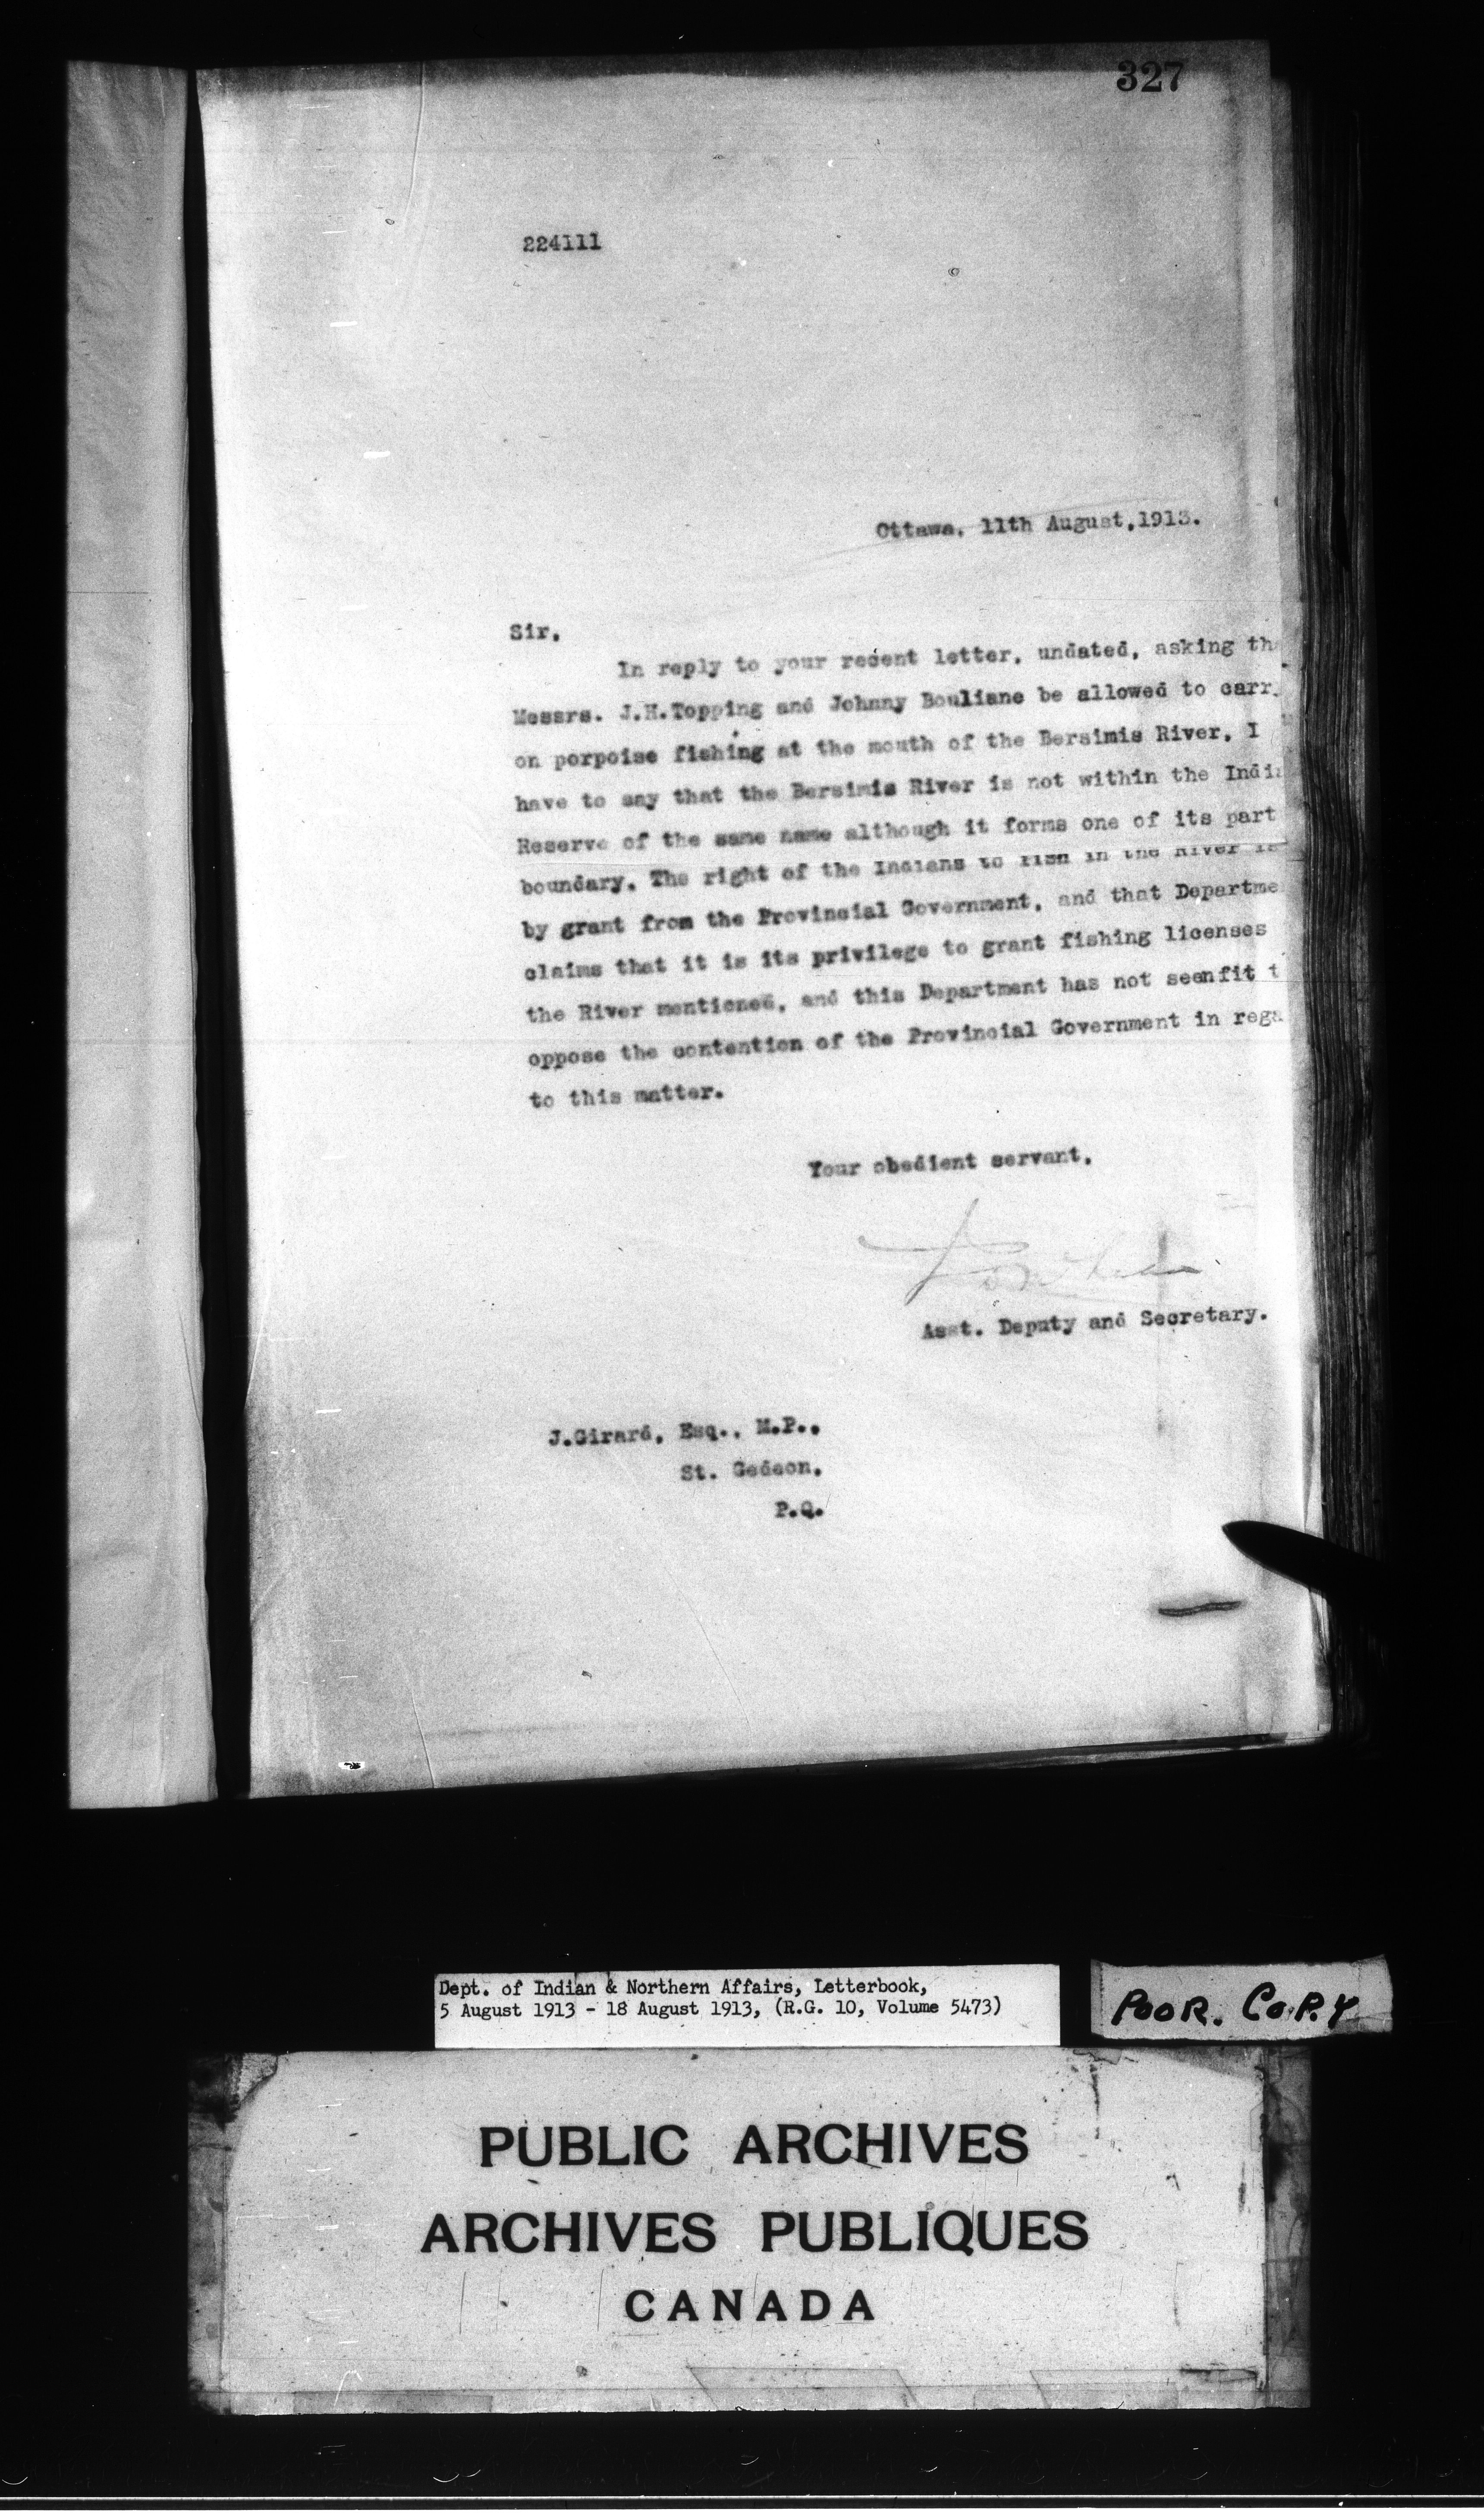 327
224111
Ottawa, 11th August, 1913.
Sir,
In reply to your recent letter, undated, asking th
Messrs. J.H.Topping and Johnny Bouliane be allowed to carr
on porpoise fishing at the mouth of the Bersimis River, I
have to say that the Bersimis River is not within the India
Reserve of the same name although it forms one of its part
boundary. The right of the Indians to fish in the River is
by grant from the Provincial Government, and that Departme
claims that it is its privilege to grant fishing licenses
the River mentioned, and this Department has not seenfit t
oppose the contention of the Provincial Government in rega
to this matter.
Your obedient servant,
Asst. Deputy and Secretary.
J.Girard, Esq., M.P.,
St. Gedeon,
P.Q.
Dept. of Indian & Northern Affairs, Letterbook,
5 August 1913 - 18 August 1913, (R.G. 10, Volume 5473)
POOR. COPY
PUBLIC ARCHIVES
ARCHIVES PUBLIQUES
CANADA